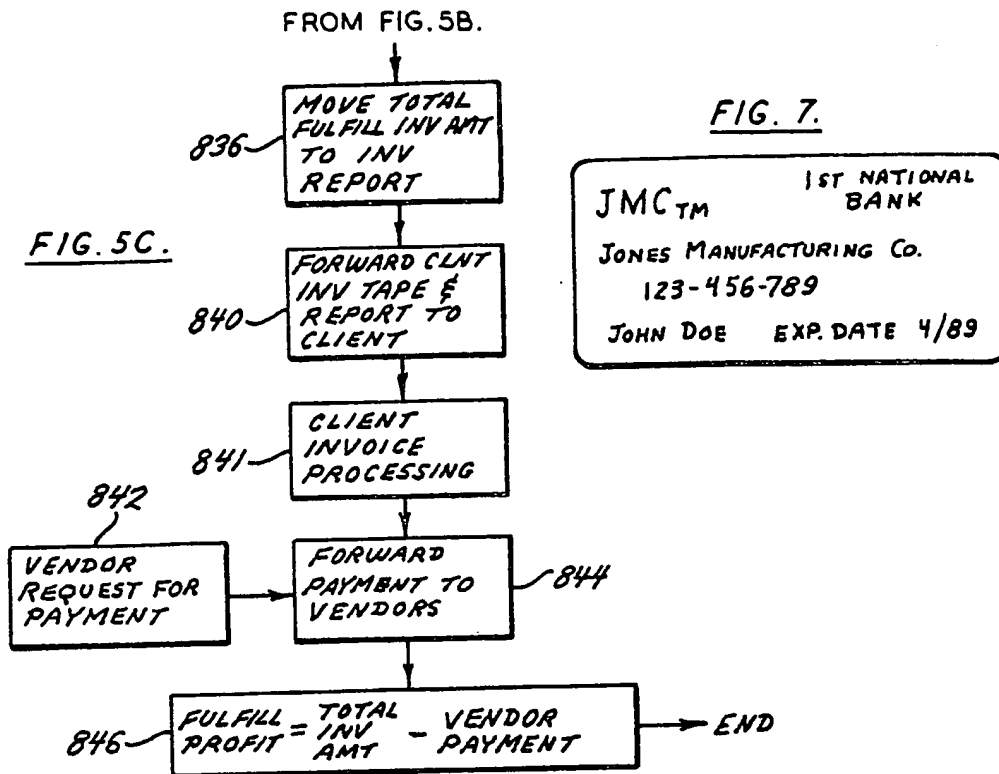 FROM FIG. 5B.
MOVE TOTAL
FULFILL INV AMT
TO INV
REPORT
836
FIG. 5C.
FORWARD CLNT
INV TAPE &
REPORT TO
CLIENT
840
CLIENT
INVOICE
PROCESSING
841
842
VENDOR
REQUEST FOR
PAYMENT
FORWARD
PAYMENT TO
VENDORS
844
846
FULFILL
PROFIT
=
TOTAL
INV
AMT
-
VENDOR
PAYMENT
END
FIG. 7.
JMC TM
1ST NATIONAL
BANK
JONES MANUFACTURING CO.
123-456-789
JOHN DOE EXP. DATE 4/89